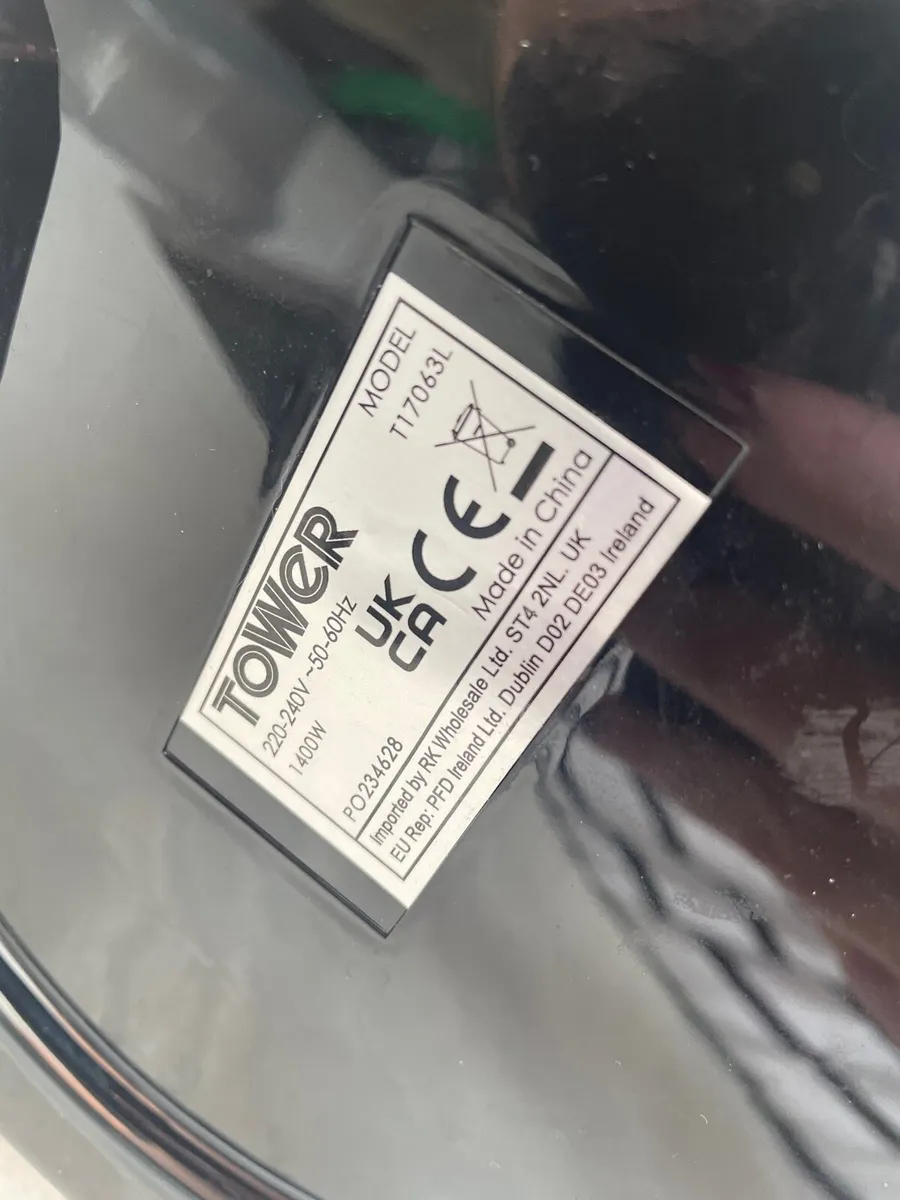 TOWER
MODEL
220-240V ~50-60Hz
T17063L
1400W
UK
CA
CE
PO234628
Made in China
Imported by RK Wholesale Ltd. ST4 2NL. UK
EU Rep: PFD Ireland Ltd. Dublin D02 DE03 Ireland